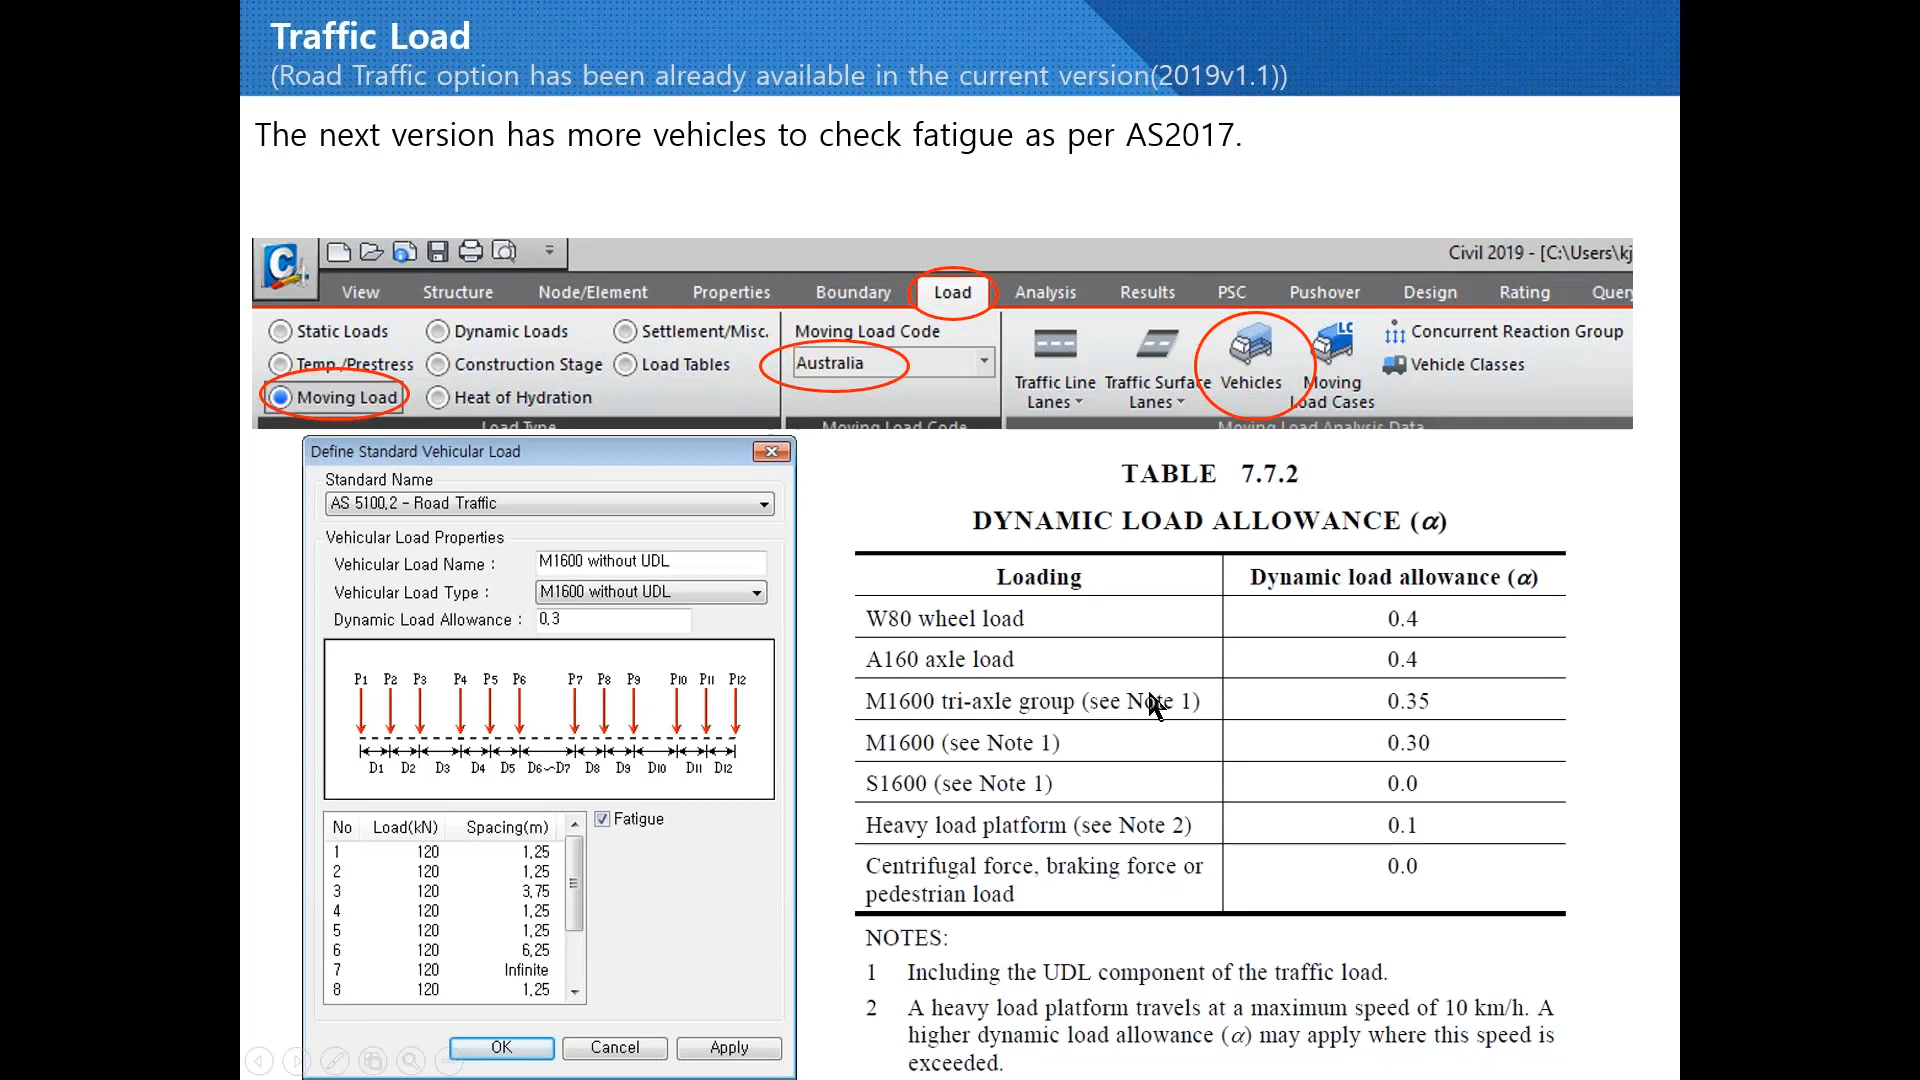 Traffic Load
(Road Traffic option has been already available in the current version(2019v1.1))
The next version has more vehicles to check fatigue as per AS2017.
Civil 2019 - [C:\Users\kj
View Structure Node/Element Properties Boundary Load Analysis Results PSC Pushover Design Rating Query
Static Loads Dynamic Loads Settlement/Misc. Moving Load Code Concurrent Reaction Group
Temp./Prestress Construction Stage Load Tables Australia Vehicle Classes
Traffic Line Traffic Surface Vehicles Moving
Moving Load Heat of Hydration Lanes Lanes Load Cases
Load Type Moving Load Code Moving Load Analysis Data
Define Standard Vehicular Load
Standard Name
AS 5100,2 - Road Traffic
Vehicular Load Properties
Vehicular Load Name : M1600 without UDL
Vehicular Load Type : M1600 without UDL
Dynamic Load Allowance : 0,3
P1 P2 P3 P4 P5 P6 P7 P8 P9 P10 P11 P12
D1 D2 D3 D4 D5 D6~D7 D8 D9 D10 D11 D12
No Load(kN) Spacing(m)
Fatigue
1 120 1,25
2 120 1,25
3 120 3,75
4 120 1,25
5 120 1,25
6 120 6,25
7 120 Infinite
8 120 1,25
OK Cancel Apply
TABLE 7.7.2
DYNAMIC LOAD ALLOWANCE (α)
Loading Dynamic load allowance (α)
W80 wheel load 0.4
A160 axle load 0.4
M1600 tri-axle group (see Note 1) 0.35
M1600 (see Note 1) 0.30
S1600 (see Note 1) 0.0
Heavy load platform (see Note 2) 0.1
Centrifugal force, braking force or 0.0
pedestrian load
NOTES:
1 Including the UDL component of the traffic load.
2 A heavy load platform travels at a maximum speed of 10 km/h. A
higher dynamic load allowance (α) may apply where this speed is
exceeded.